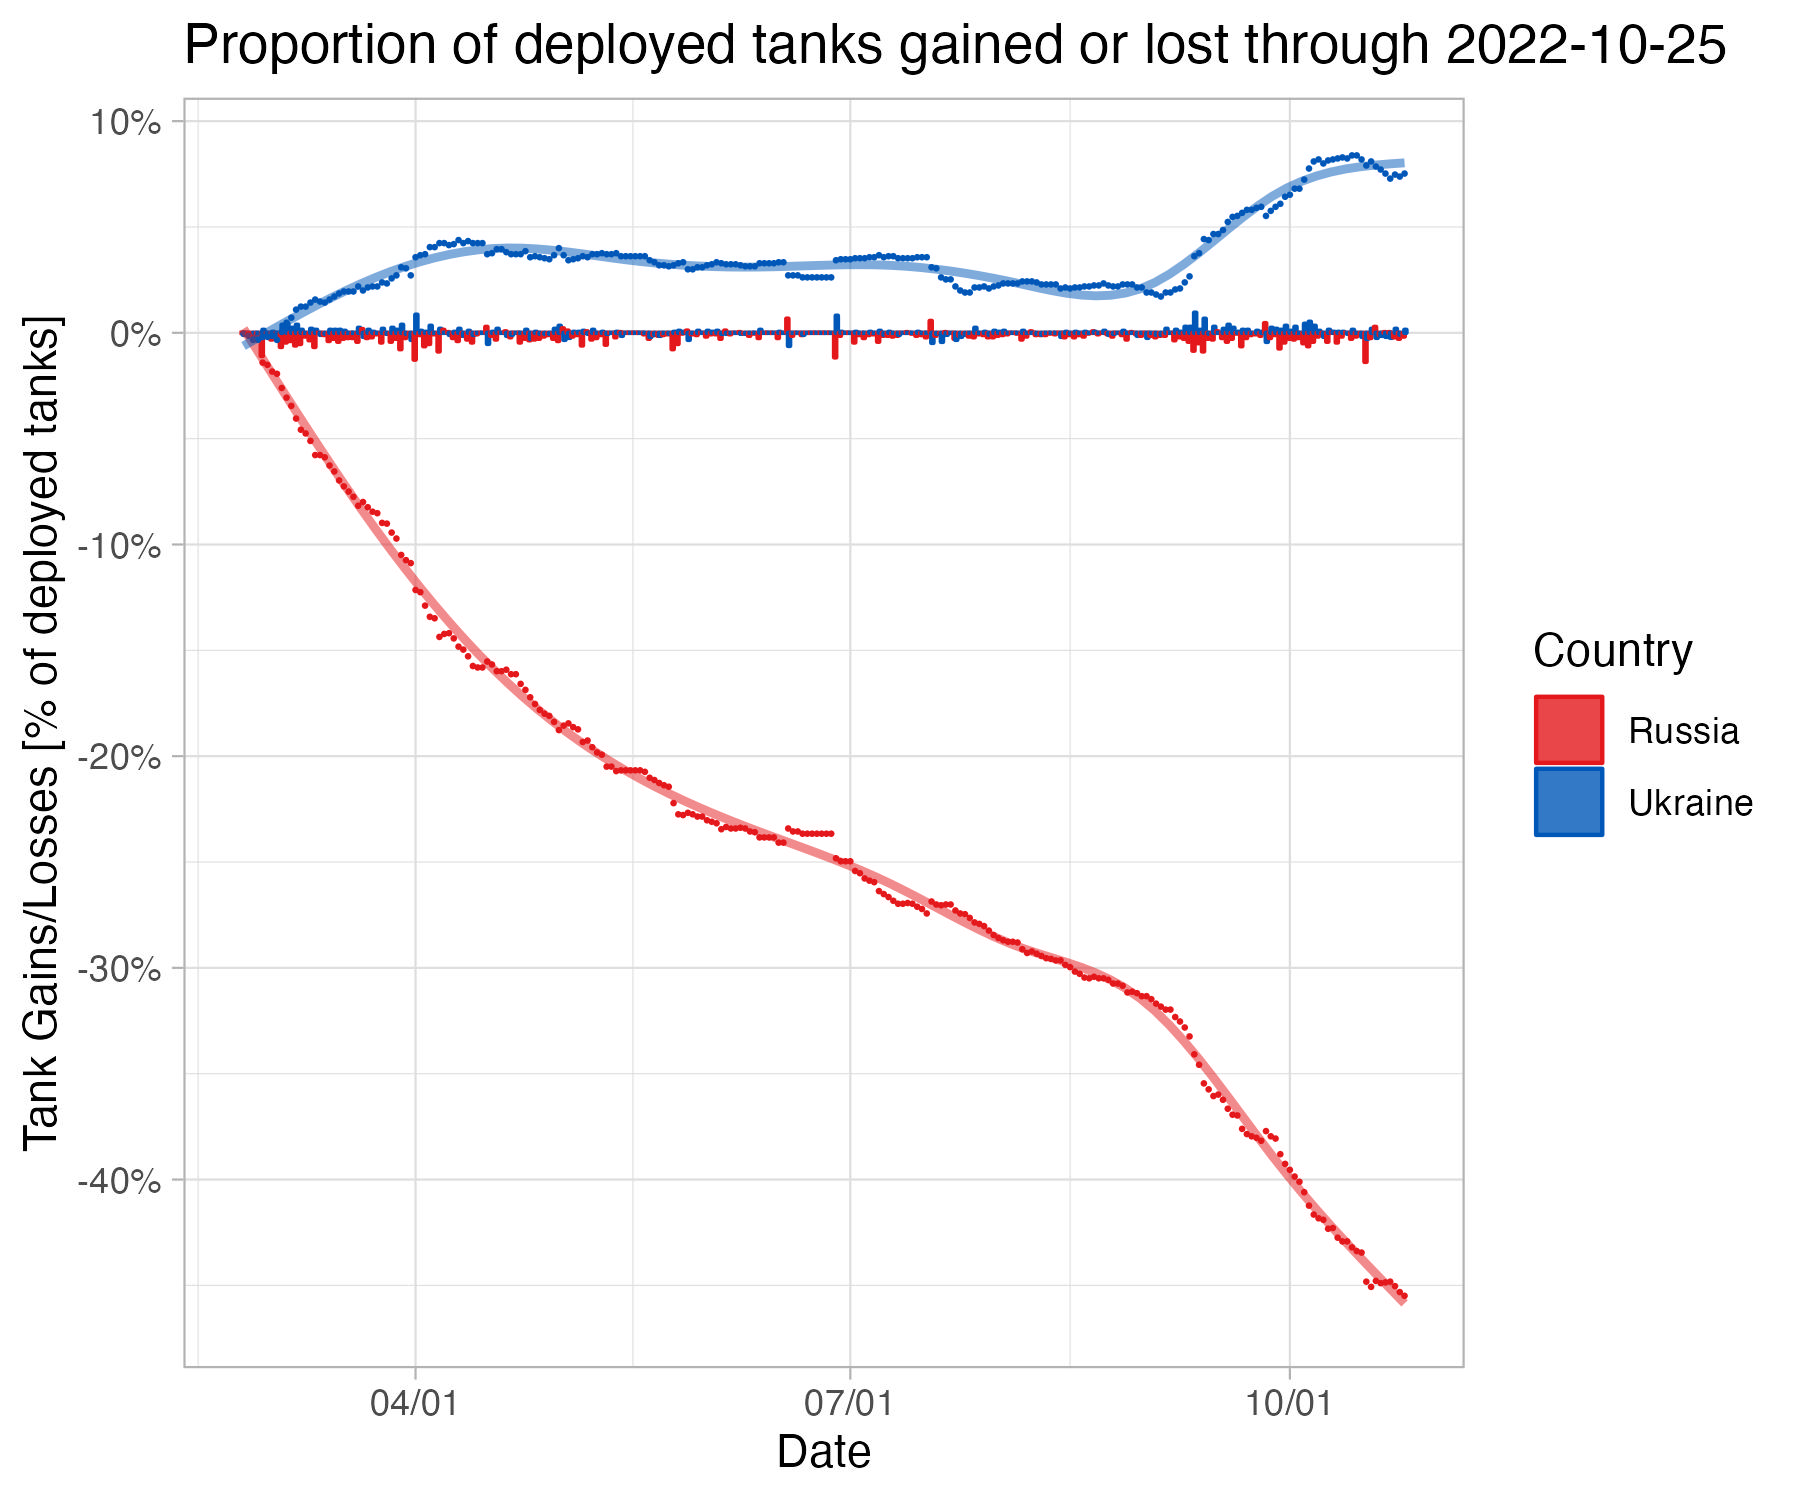 Proportion of deployed tanks gained or lost through 2022-10-25
Tank Gains/Losses [% of deployed tanks]
10%
0%
-10%
-20%
-30%
-40%
04/01
07/01
10/01
Date
Country
Russia
Ukraine